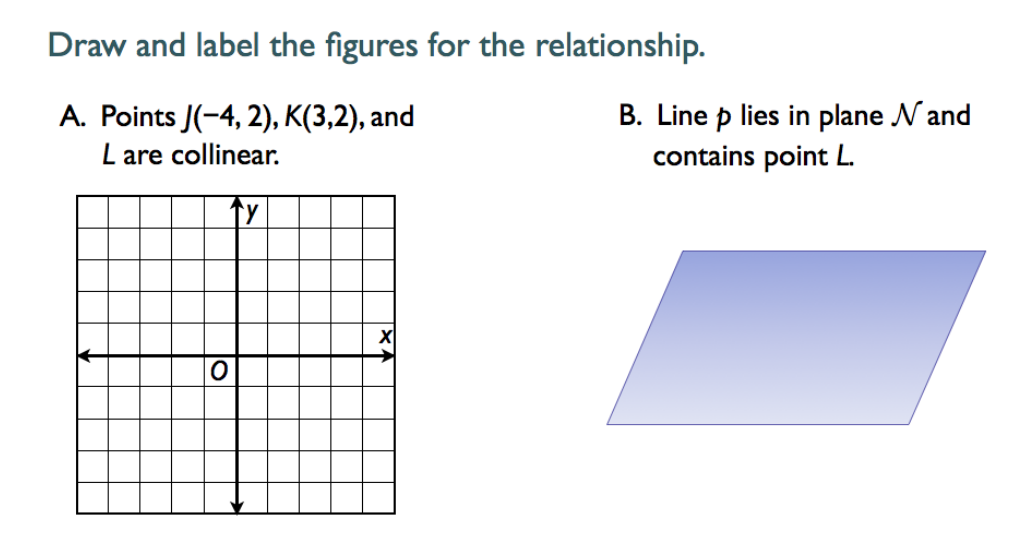 Draw and label the figures for the relationship.
A. Points J(−4, 2), K(3,2), and
L are collinear.
B. Line p lies in plane 𝒩 and
contains point L.
y
x
O